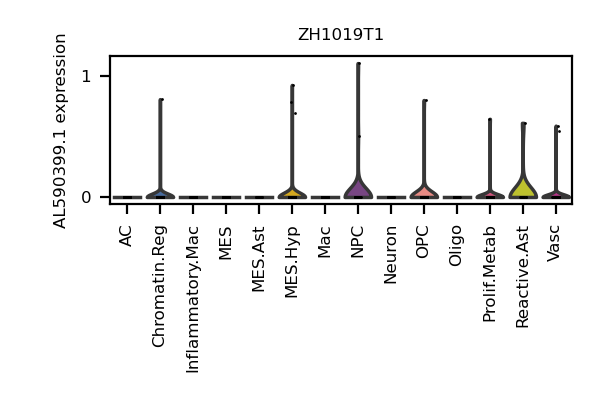 ZH1019T1
AL590399.1 expression
1
0
AC
Chromatin.Reg
Inflammatory.Mac
MES
MES.Ast
MES.Hyp
Mac
NPC
Neuron
OPC
Oligo
Prolif.Metab
Reactive.Ast
Vasc